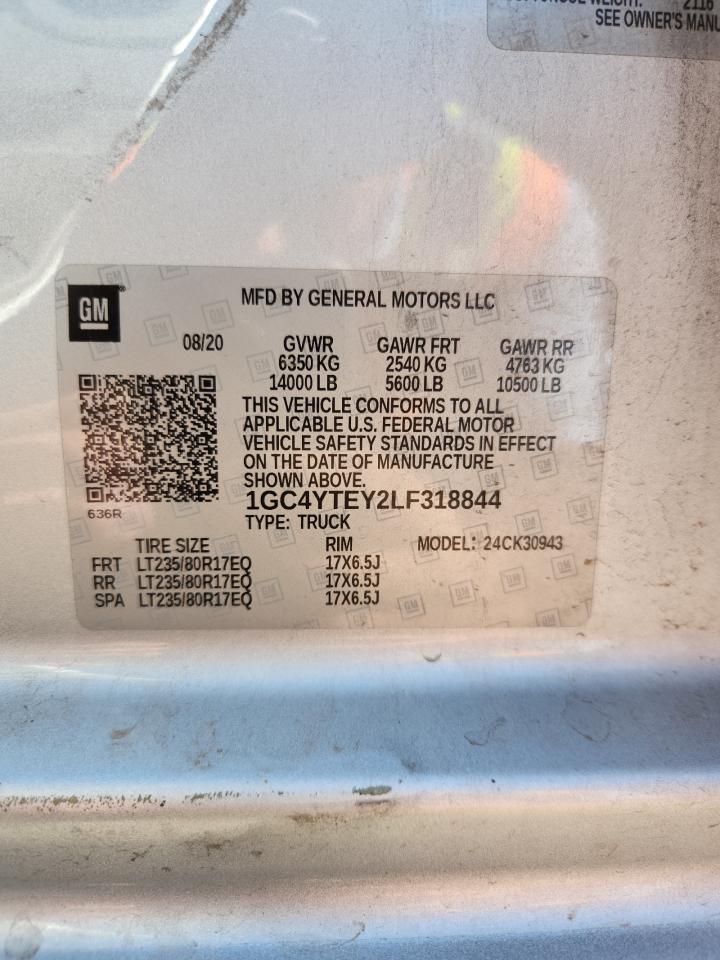 2116
SEE OWNER'S MANU
GM
MFD BY GENERAL MOTORS LLC
08/20 GVWR GAWR FRT GAWR RR
6350 KG 2540 KG 4763 KG
14000 LB 5600 LB 10500 LB
THIS VEHICLE CONFORMS TO ALL
APPLICABLE U.S. FEDERAL MOTOR
VEHICLE SAFETY STANDARDS IN EFFECT
ON THE DATE OF MANUFACTURE
SHOWN ABOVE.
636R
1GC4YTEY2LF318844
TYPE: TRUCK
TIRE SIZE RIM MODEL: 24CK30943
FRT LT235/80R17EQ 17X6.5J
RR LT235/80R17EQ 17X6.5J
SPA LT235/80R17EQ 17X6.5J